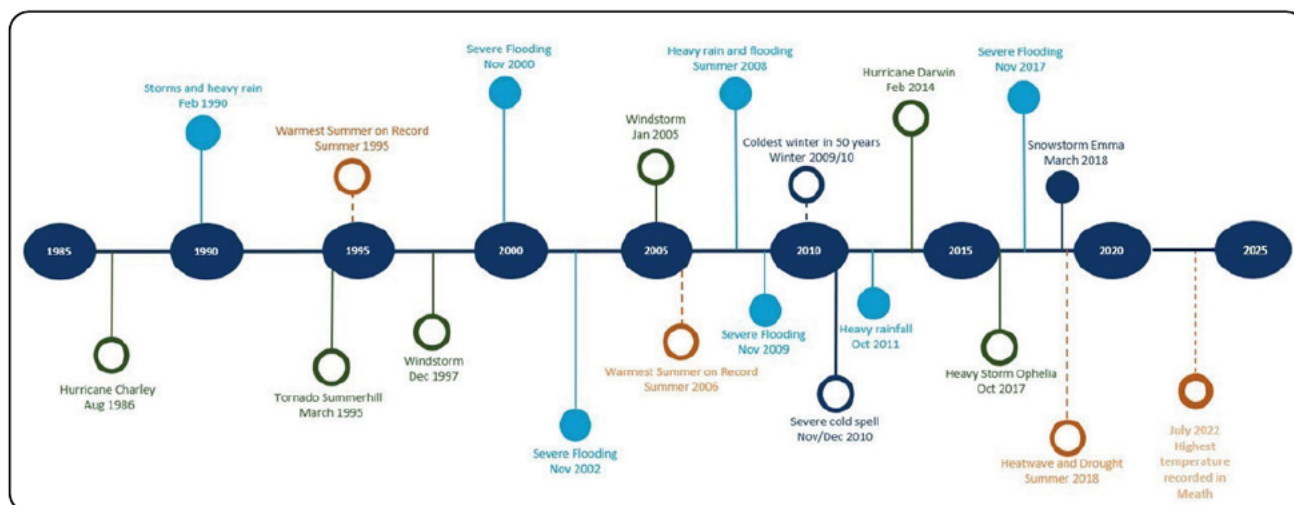 Severe Flooding
Nov 2000
Heavy rain and flooding
Summer 2008
Severe Flooding
Nov 2017
Hurricane Darwin
Feb 2014
Storms and heavy rain
Feb 1990
Windstorm
Jan 2005
Warmest Summer on Record
Summer 1995
Coldest winter in 50 years
Winter 2009/10
Snowstorm Emma
March 2018
1985
1990
1995
2000
2005
2010
2015
2020
2025
Hurricane Charley
Aug 1986
Tornado Summerhill
March 1995
Windstorm
Dec 1997
Severe Flooding
Nov 2002
Warmest Summer on Record
Summer 2006
Severe Flooding
Nov 2009
Heavy rainfall
Oct 2011
Severe cold spell
Nov/Dec 2010
Heavy Storm Ophelia
Oct 2017
Heatwave and Drought
Summer 2018
July 2022
Highest
temperature
recorded in
Meath